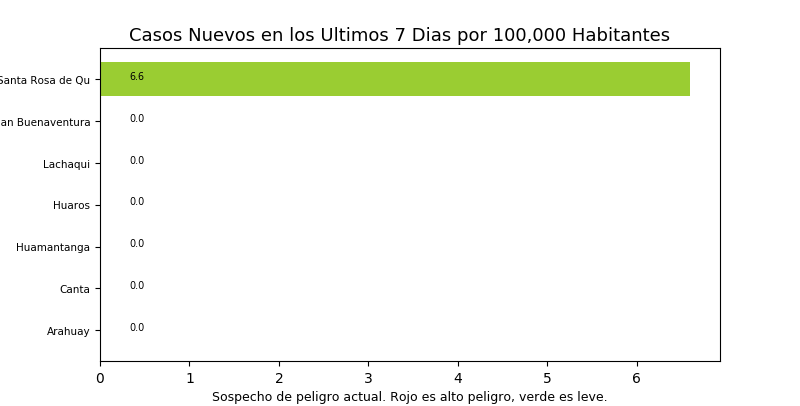 Casos Nuevos en los Ultimos 7 Dias por 100,000 Habitantes
Santa Rosa de Qu 6.6
an Buenaventura 0.0
Lachaqui 0.0
Huaros 0.0
Huamantanga 0.0
Canta 0.0
Arahuay 0.0
0 1 2 3 4 5 6
Sospecho de peligro actual. Rojo es alto peligro, verde es leve.